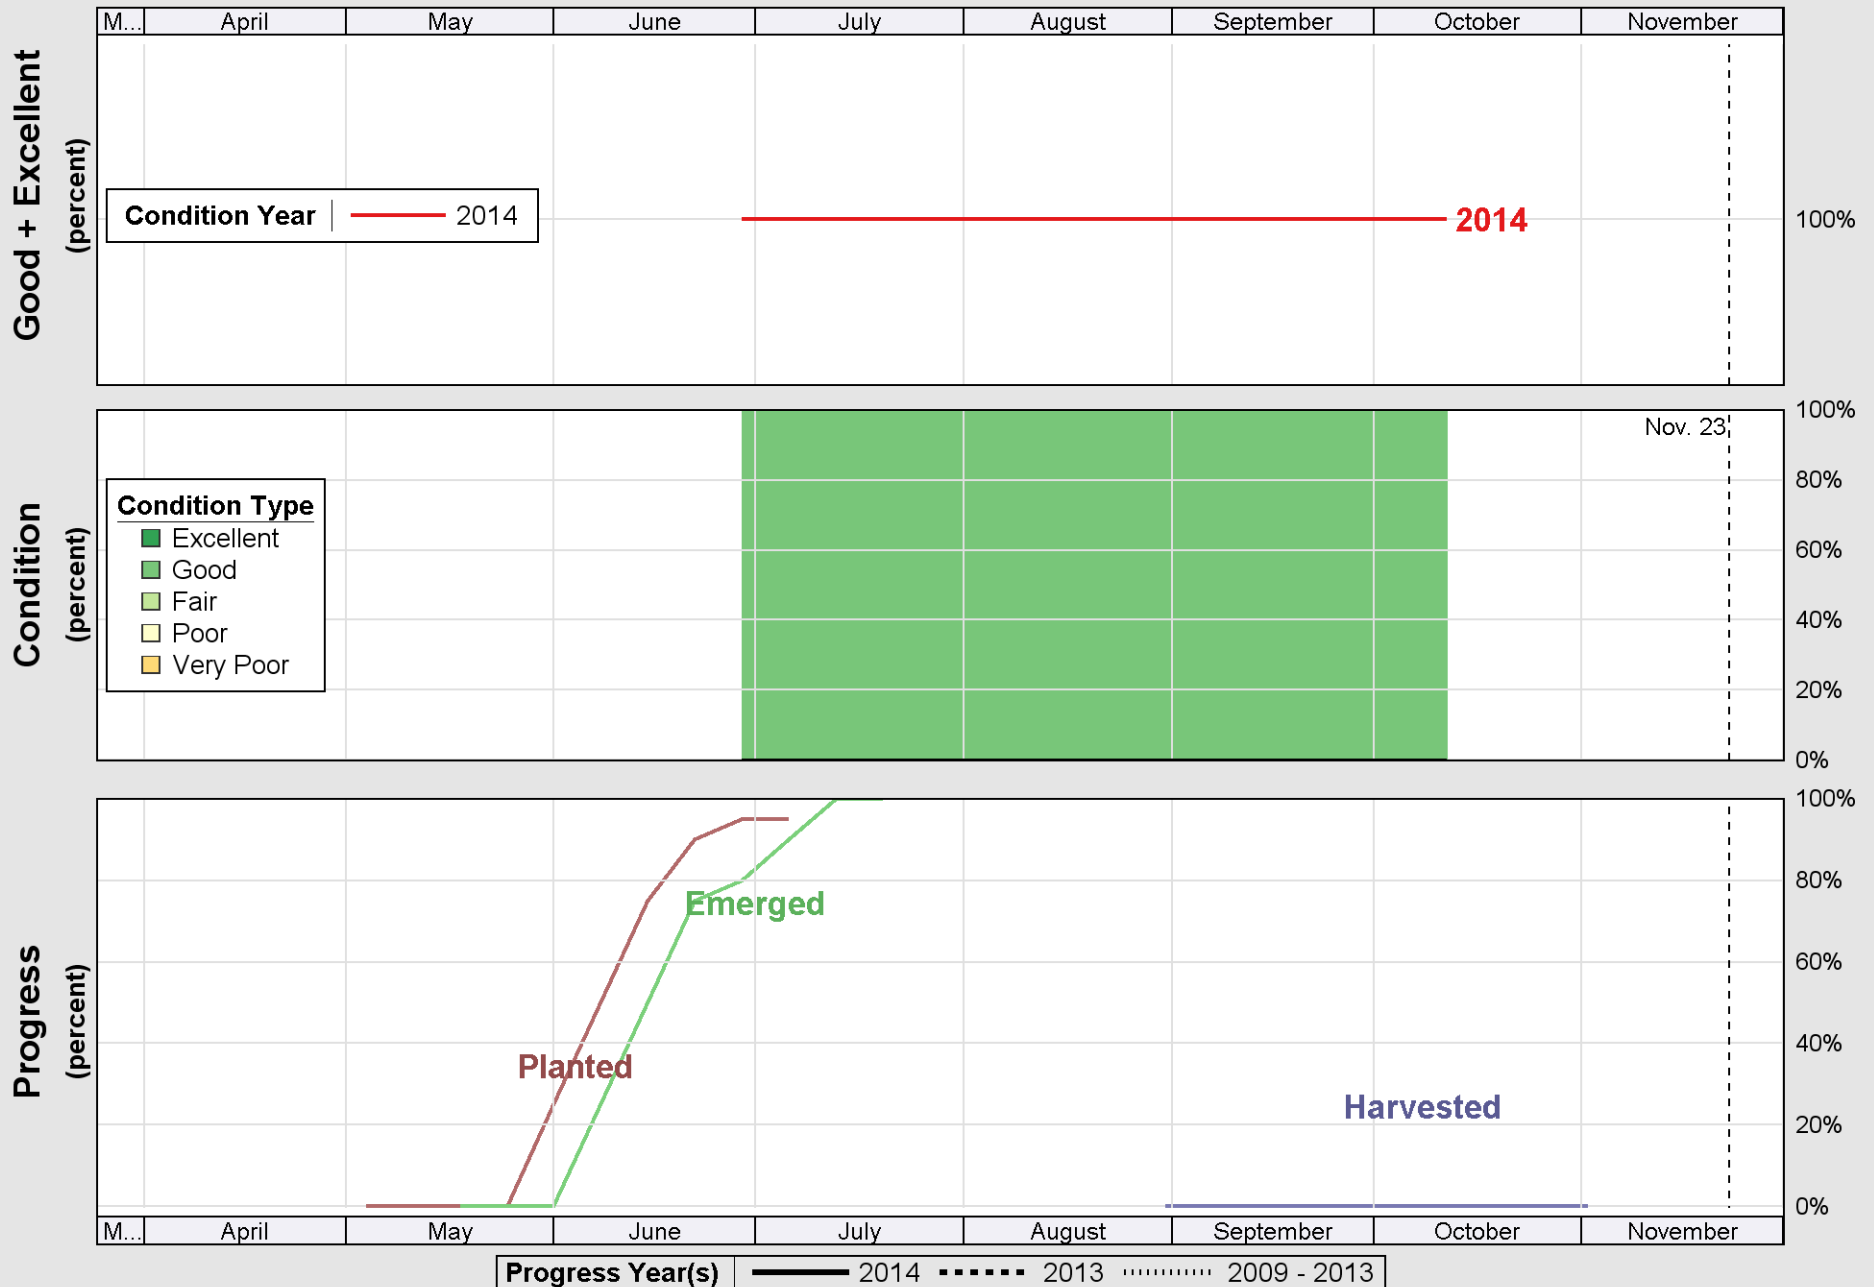 M... April May June July August September October November
Good + Excellent
(percent)
Condition Year 2014
2014
100%
Condition
(percent)
Nov. 23
Condition Type
Excellent
Good
Fair
Poor
Very Poor
100%
80%
60%
40%
20%
0%
Progress
(percent)
Emerged
Planted
Harvested
100%
80%
60%
40%
20%
0%
M... April May June July August September October November
Progress Year(s) 2014 2013 2009 - 2013